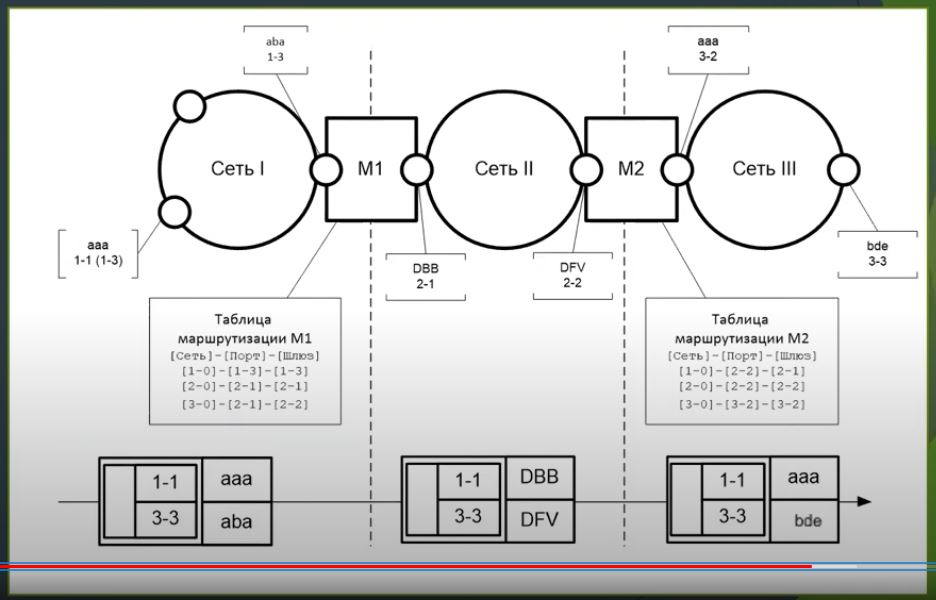 aba
1-3
aaa
3-2
Сеть I
М1
Сеть II
М2
Сеть III
aaa
1-1 (1-3)
DBB
2-1
DFV
2-2
bde
3-3
Таблица
маршрутизации М1
[Сеть]-[Порт]-[Шлюз]
[1-0]-[1-3]-[1-3]
[2-0]-[2-1]-[2-1]
[3-0]-[2-1]-[2-2]
Таблица
маршрутизации М2
[Сеть]-[Порт]-[Шлюз]
[1-0]-[2-2]-[2-1]
[2-0]-[2-2]-[2-2]
[3-0]-[3-2]-[3-2]
1-1
aaa
3-3
aba
1-1
DBB
3-3
DFV
1-1
aaa
3-3
bde